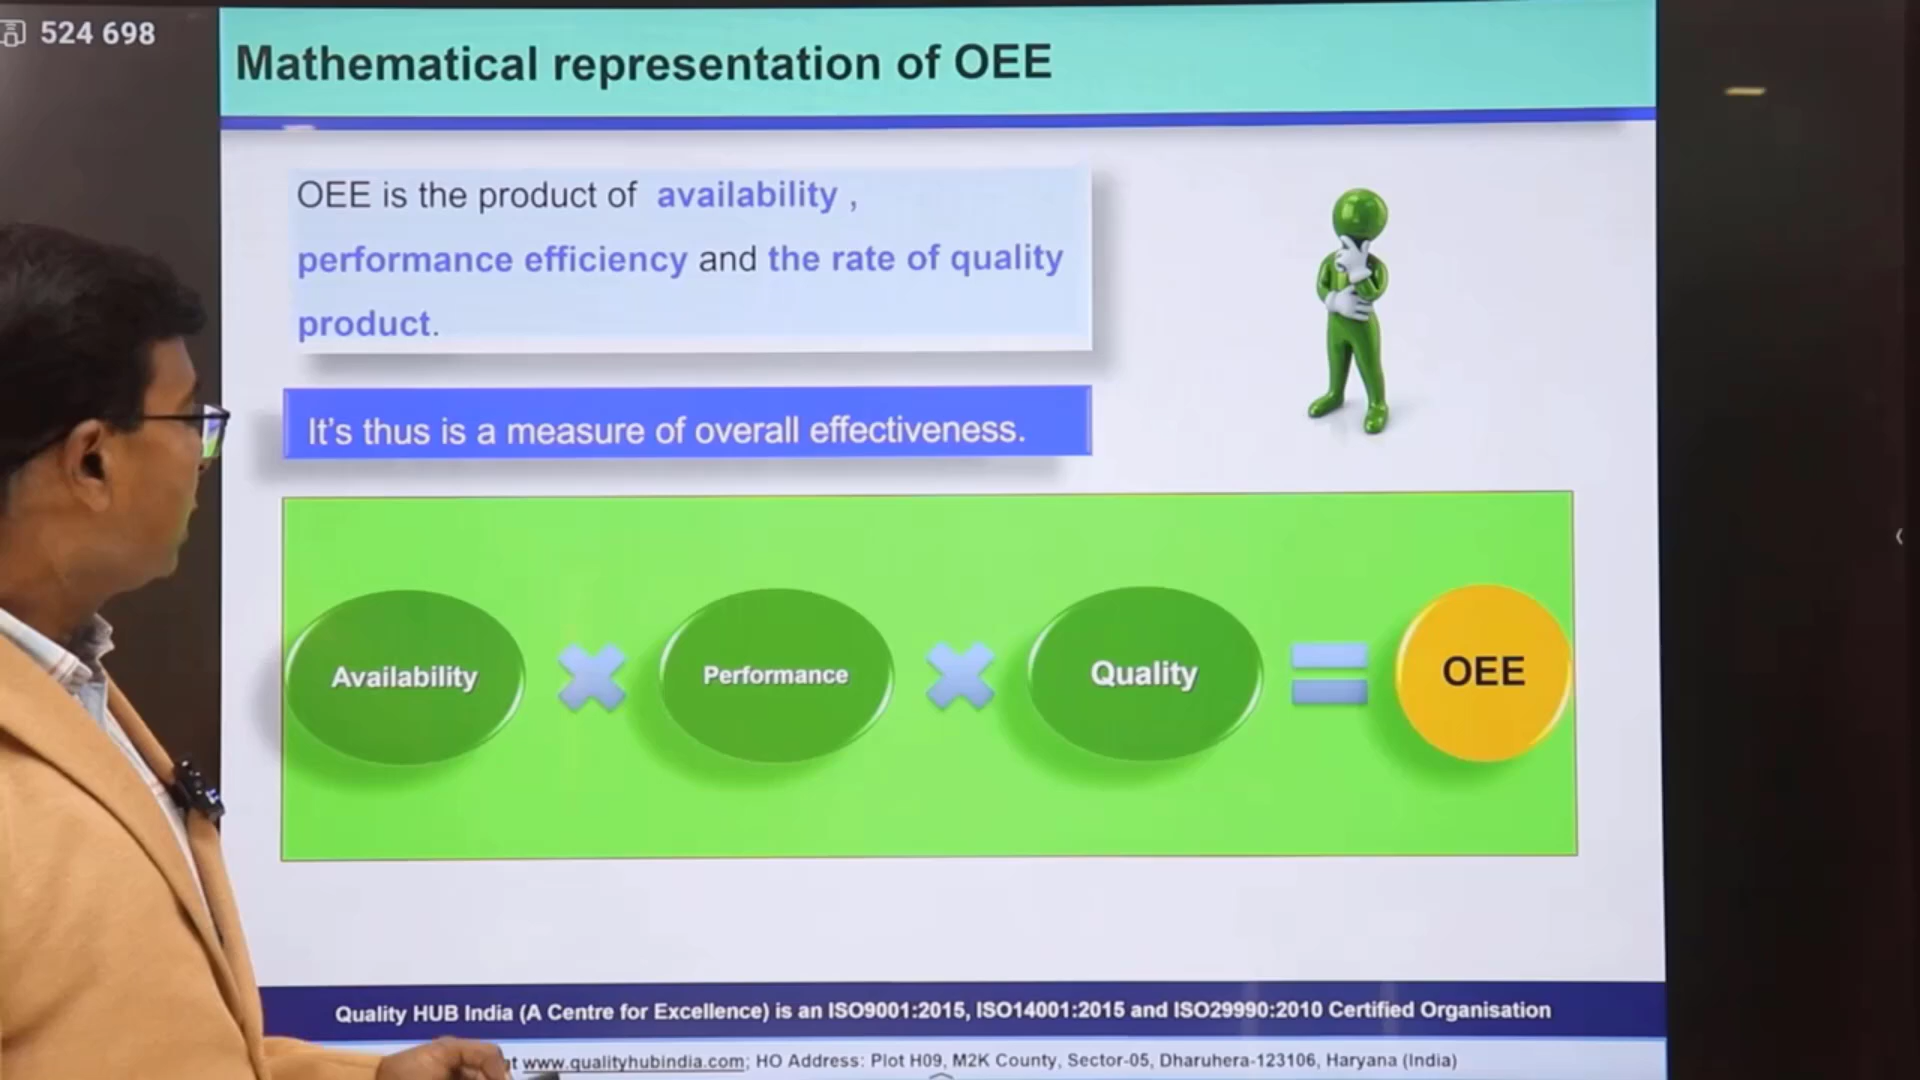 524 698
Mathematical representation of OEE
OEE is the product of availability ,
performance efficiency and the rate of quality
product.
It's thus is a measure of overall effectiveness.
Availability
Performance
Quality
OEE
Quality HUB India (A Centre for Excellence) is an ISO9001:2015, ISO14001:2015 and ISO29990:2010 Certified Organisation
www.qualityhubindia.com; HO Address: Plot H09, M2K County, Sector-05, Dharuhera-123106, Haryana (India)